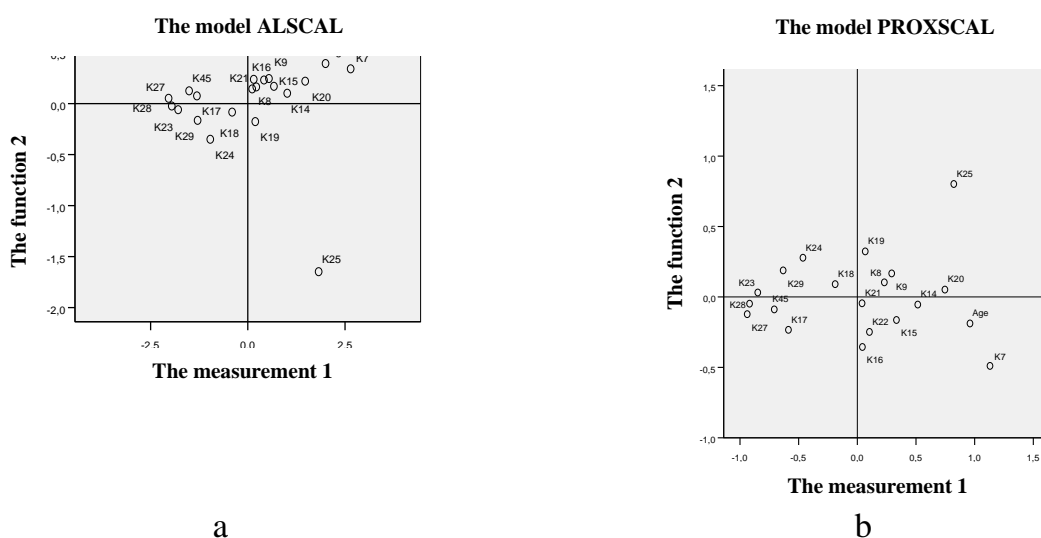 The model ALSCAL
K7
K16
K9
K21
K15
K20
K8
K14
K45
K27
K28
K17
K23
K29
K18
K24
K19
K25
0,0
-0,5
-1,0
-1,5
-2,0
-2.5
0.0
2.5
The function 2
The measurement 1
a
The model PROXSCAL
1,5
1,0
0,5
0,0
-0,5
-1,0
K25
K19
K24
K18
K8
K20
K23
K29
K9
K21
K14
K28
K45
K27
K17
K22
K15
Age
K16
K7
-1,0
-0,5
0,0
0,5
1,0
1,5
The function 2
The measurement 1
b